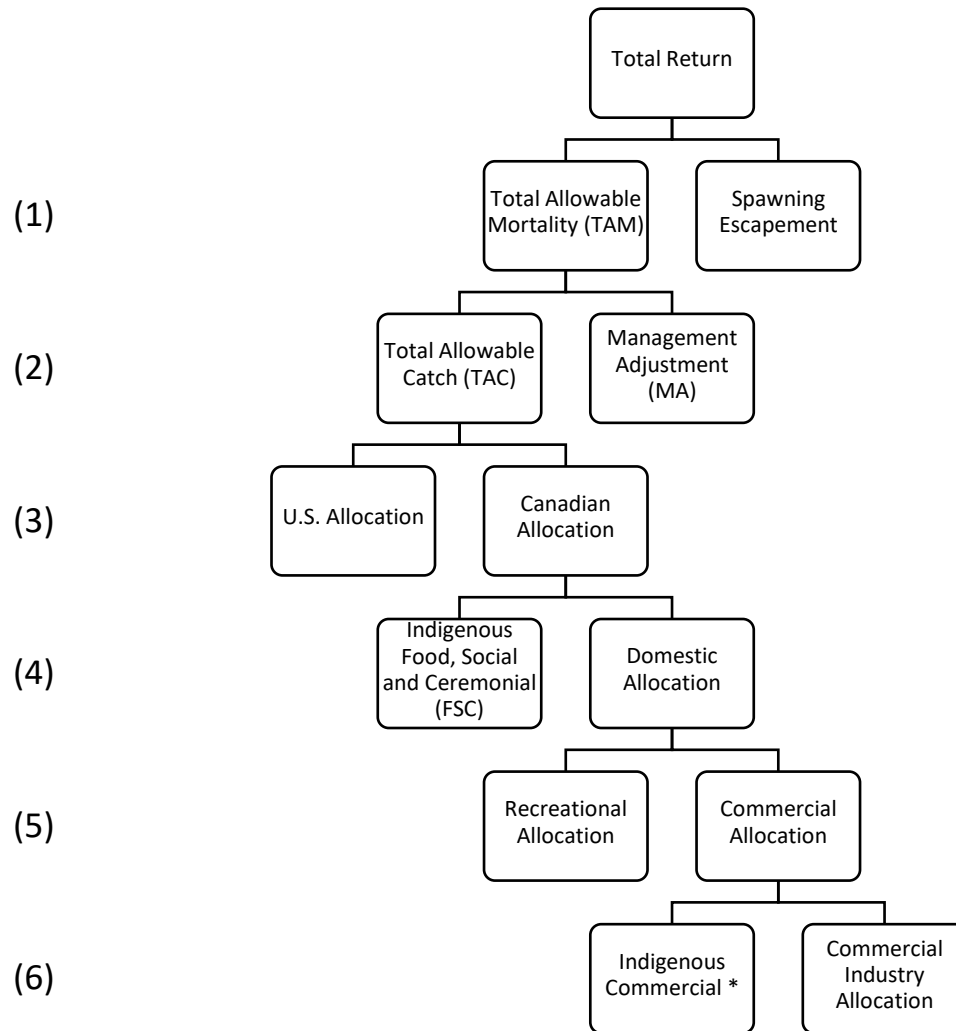 Total Return
(1)
Total Allowable
Mortality (TAM)
Spawning
Escapement
(2)
Total Allowable
Catch (TAC)
Management
Adjustment
(MA)
(3)
U.S. Allocation
Canadian
Allocation
(4)
Indigenous
Food, Social
and Ceremonial
(FSC)
Domestic
Allocation
(5)
Recreational
Allocation
Commercial
Allocation
(6)
Indigenous
Commercial *
Commercial
Industry
Allocation